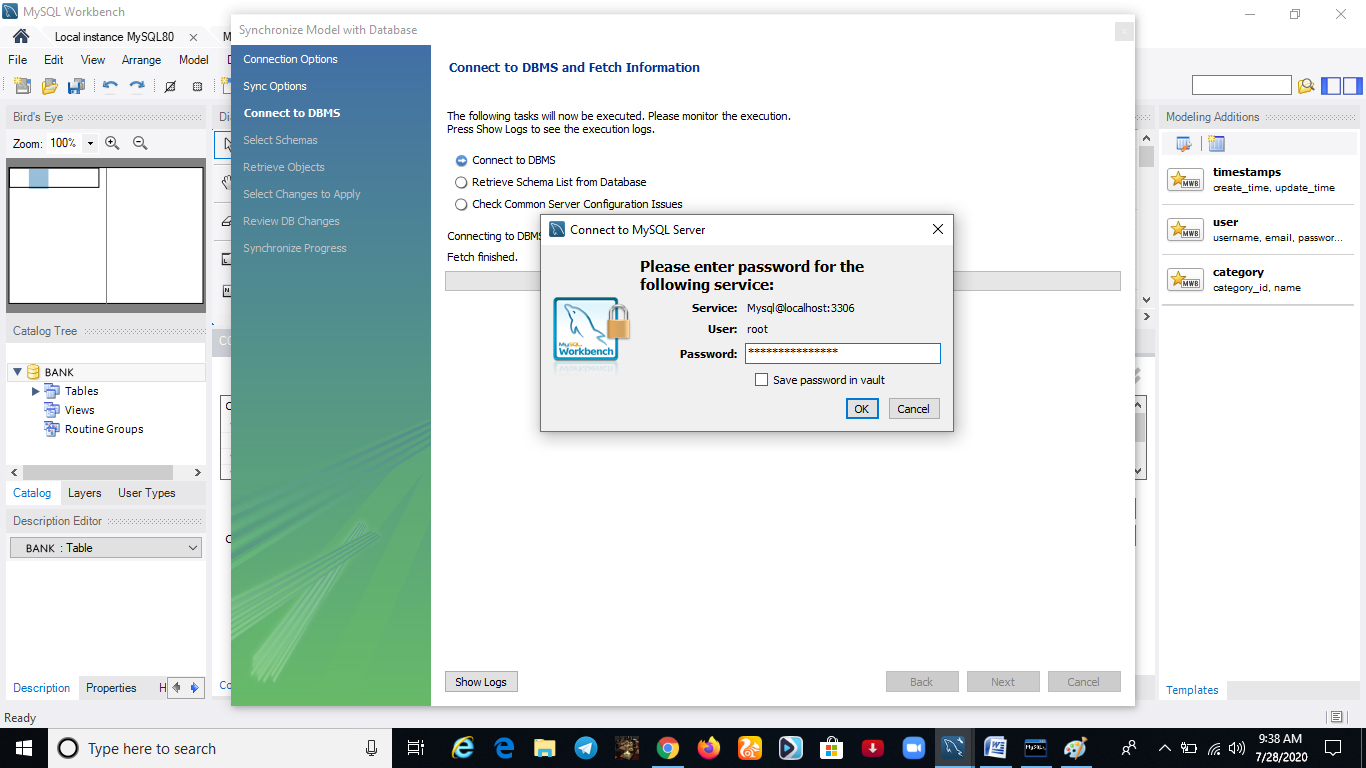 MySQL Workbench
Local instance MySQL80
File Edit View Arrange Model
Bird's Eye
Zoom: 100%
Catalog Tree
BANK
Tables
Views
Routine Groups
Catalog Layers User Types
Description Editor
BANK : Table
Description Properties H
Ready
Synchronize Model with Database
Connection Options
Sync Options
Connect to DBMS
Select Schemas
Retrieve Objects
Select Changes to Apply
Review DB Changes
Synchronize Progress
Connect to DBMS and Fetch Information
The following tasks will now be executed. Please monitor the execution.
Press Show Logs to see the execution logs.
Connect to DBMS
Retrieve Schema List from Database
Check Common Server Configuration Issues
Connecting to DBMS
Fetch finished.
Show Logs
Back Next Cancel
Connect to MySQL Server
Please enter password for the
following service:
Service: Mysql@localhost:3306
User: root
Password: ***************
Save password in vault
OK Cancel
MySQL
Workbench
Modeling Additions
MWB
timestamps
create_time, update_time
MWB
user
username, email, passwor...
MWB
category
category_id, name
Templates
Type here to search
9:38 AM
7/28/2020